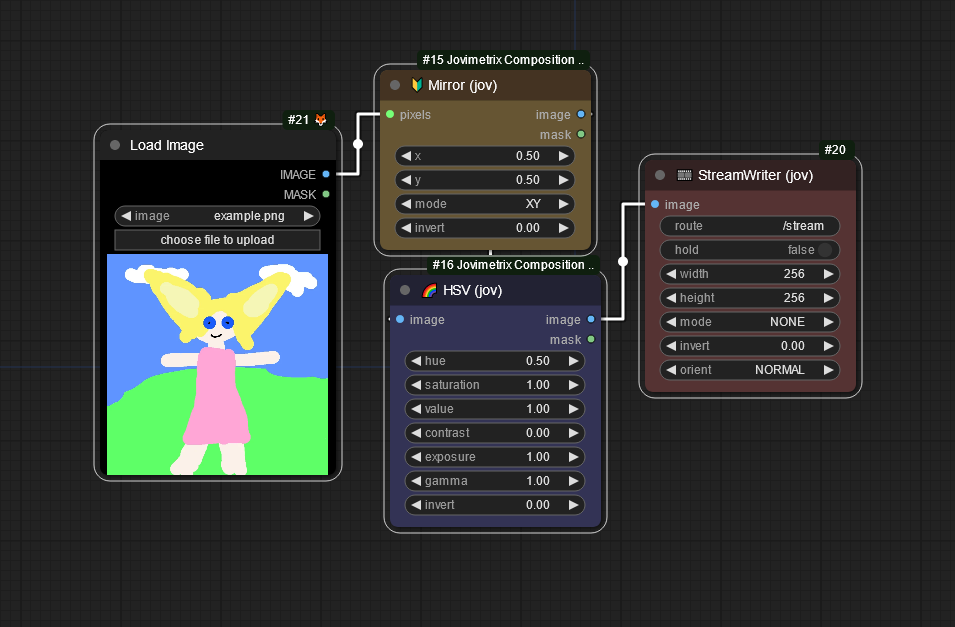 #21
Load Image
IMAGE
MASK
image example.png
choose file to upload
#15 Jovimetrix Composition ..
Mirror (jov)
pixels image
mask
x 0.50
y 0.50
mode XY
invert 0.00
#16 Jovimetrix Composition ..
HSV (jov)
image image
mask
hue 0.50
saturation 1.00
value 1.00
contrast 0.00
exposure 1.00
gamma 1.00
invert 0.00
#20
StreamWriter (jov)
image
route /stream
hold false
width 256
height 256
mode NONE
invert 0.00
orient NORMAL